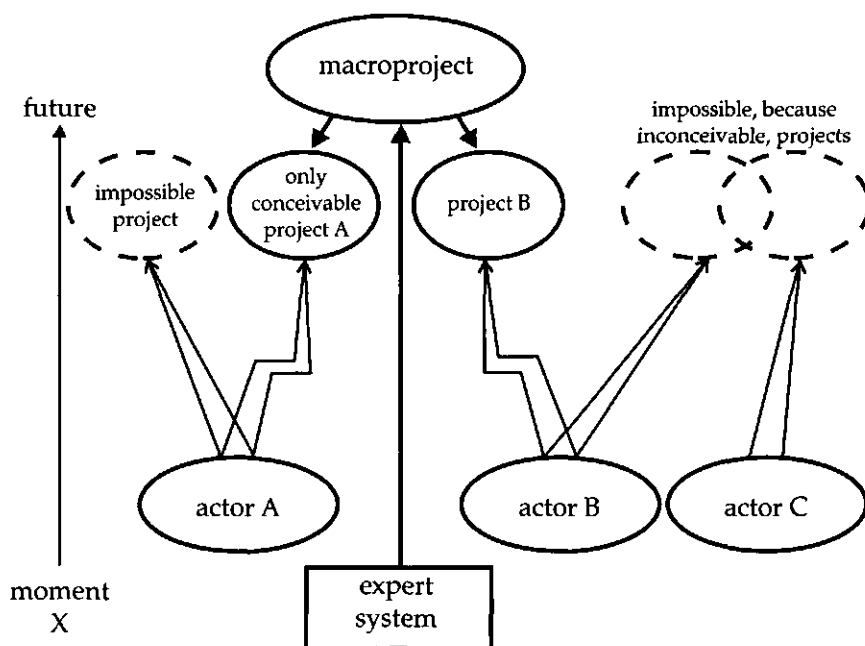 macroproject
future
impossible, because
inconceivable, projects
impossible
project
only
conceivable
project A
project B
actor A
actor B
actor C
moment
X
expert
system